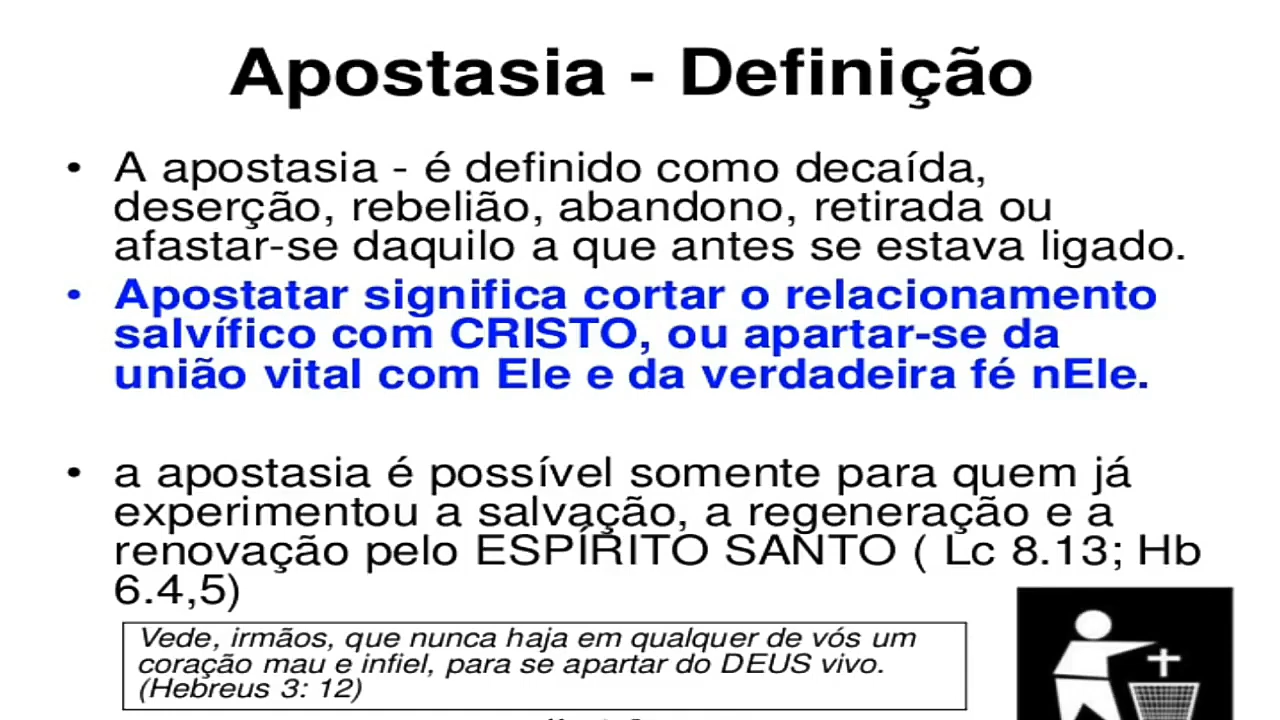 Apostasia - Definição
• A apostasia - é definido como decaída,
deserção, rebelião, abandono, retirada ou
afastar-se daquilo a que antes se estava ligado.
• Apostatar significa cortar o relacionamento
salvífico com CRISTO, ou apartar-se da
união vital com Ele e da verdadeira fé nEle.
• a apostasia é possível somente para quem já
experimentou a salvação, a regeneração e a
renovação pelo ESPÍRITO SANTO ( Lc 8.13; Hb
6.4,5)
Vede, irmãos, que nunca haja em qualquer de vós um
coração mau e infiel, para se apartar do DEUS vivo.
(Hebreus 3: 12)